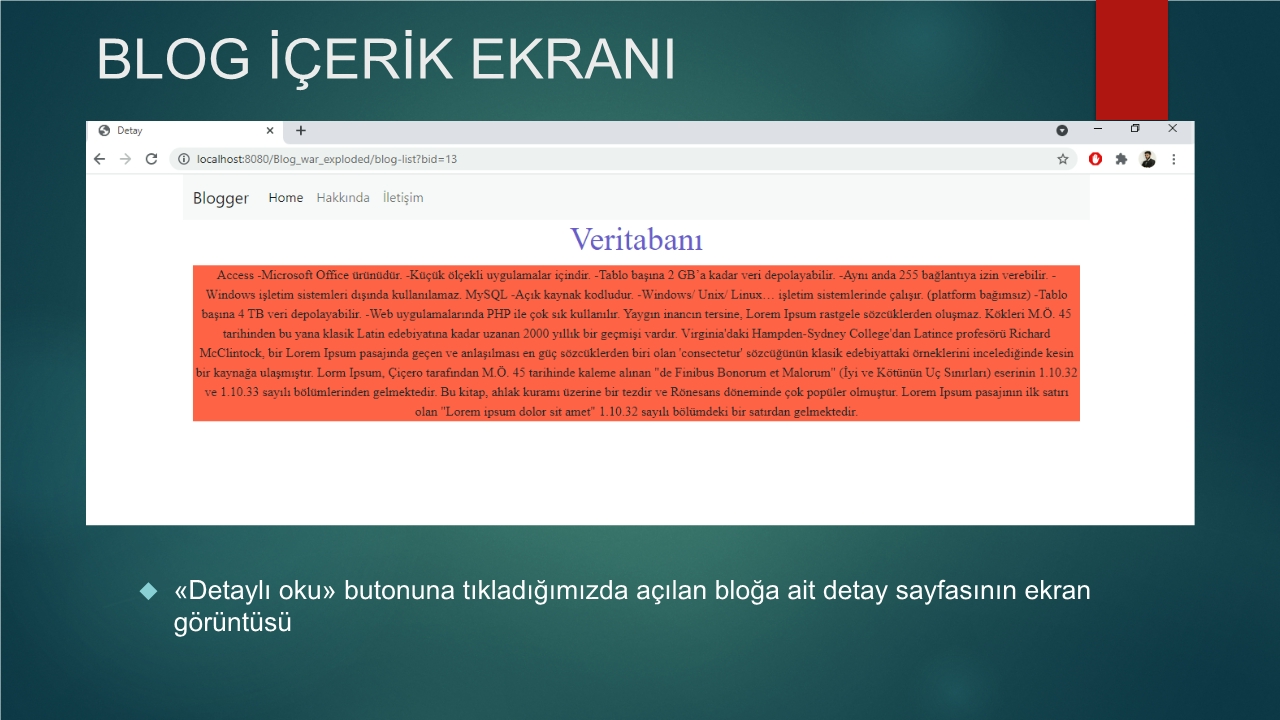 BLOG İÇERİK EKRANI
Detay
localhost:8080/Blog_war_exploded/blog-list?bid=13
Blogger Home Hakkında İletişim
Veritabanı
Access -Microsoft Office ürünüdür. -Küçük ölçekli uygulamalar içindir. -Tablo başına 2 GB'a kadar veri depolayabilir. -Aynı anda 255 bağlantıya izin verebilir. -
Windows işletim sistemleri dışında kullanılamaz. MySQL -Açık kaynak kodludur. -Windows/ Unix/ Linux… işletim sistemlerinde çalışır. (platform bağımsız) -Tablo
başına 4 TB veri depolayabilir. -Web uygulamalarında PHP ile çok sık kullanılır. Yaygın inancın tersine, Lorem Ipsum rastgele sözcüklerden oluşmaz. Kökleri M.Ö. 45
tarihinden bu yana klasik Latin edebiyatına kadar uzanan 2000 yıllık bir geçmişi vardır. Virginia'daki Hampden-Sydney College'dan Latince profesörü Richard
McClintock, bir Lorem Ipsum pasajında geçen ve anlaşılması en güç sözcüklerden biri olan 'consectetur' sözcüğünün klasik edebiyattaki örneklerini incelediğinde kesin
bir kaynağa ulaşmıştır. Lorm Ipsum, Çiçero tarafından M.Ö. 45 tarihinde kaleme alınan "de Finibus Bonorum et Malorum" (İyi ve Kötünün Uç Sınırları) eserinin 1.10.32
ve 1.10.33 sayılı bölümlerinden gelmektedir. Bu kitap, ahlak kuramı üzerine bir tezdir ve Rönesans döneminde çok popüler olmuştur. Lorem Ipsum pasajının ilk satırı
olan "Lorem ipsum dolor sit amet" 1.10.32 sayılı bölümdeki bir satırdan gelmektedir.
«Detaylı oku» butonuna tıkladığımızda açılan bloğa ait detay sayfasının ekran
görüntüsü